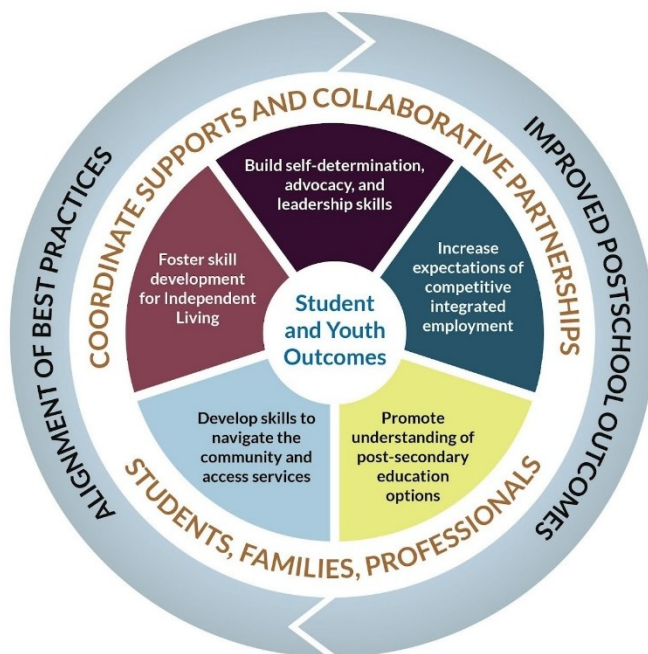 COORDINATE SUPPORTS AND COLLABORATIVE PARTNERSHIPS
ALIGNMENT OF BEST PRACTICES
IMPROVED POSTSCHOOL OUTCOMES
Build self-determination,
advocacy, and
leadership skills
Foster skill
development
for Independent
Living
Increase
expectations of
competitive
integrated
employment
Student
and Youth
Outcomes
Develop skills to
navigate the
community and
access services
Promote
understanding of
post-secondary
education
options
STUDENTS, FAMILIES, PROFESSIONALS